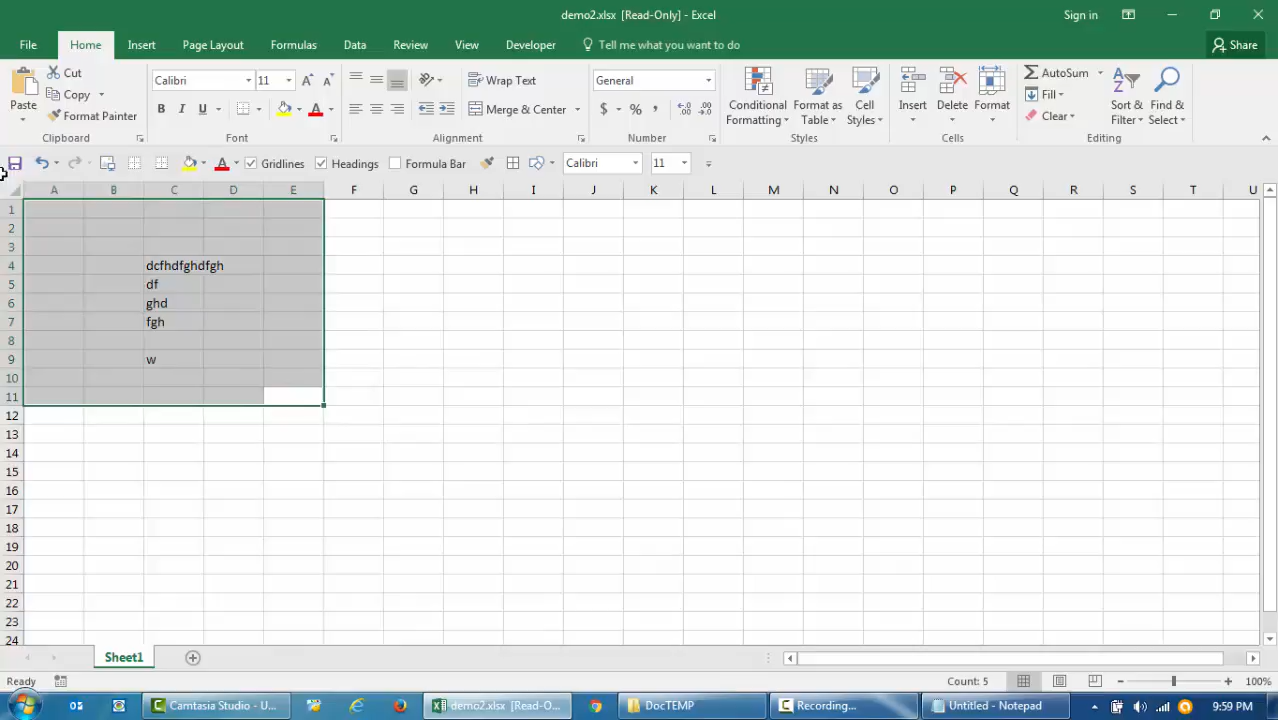 demo2.xlsx [Read-Only] - Excel
Sign in
File Home Insert Page Layout Formulas Data Review View Developer Tell me what you want to do Share
Paste
Cut
Copy
Format Painter
Clipboard
Calibri 11
B I U
Font
Wrap Text
Merge & Center
Alignment
General
$ % ,
Number
Conditional Formatting
Format as Table
Cell Styles
Styles
Insert
Delete
Format
Cells
AutoSum
Fill
Clear
Sort & Filter
Find & Select
Editing
Gridlines Headings Formula Bar Calibri 11
A B C D E F G H I J K L M N O P Q R S T U
1
2
3
4 dcfhdfghdfgh
5 df
6 ghd
7 fgh
8
9 w
10
11
12
13
14
15
16
17
18
19
20
21
22
23
24
Sheet1
Ready Count: 5 100%
Camtasia Studio - U... demo2.xlsx [Read-O... DocTEMP Recording... Untitled - Notepad 9:59 PM